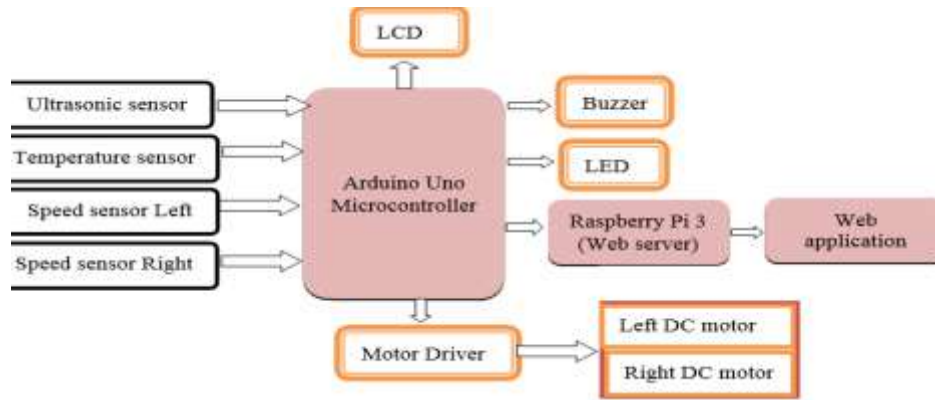 LCD
Ultrasonic sensor
Temperature sensor
Speed sensor Left
Speed sensor Right
Arduino Uno
Microcontroller
Buzzer
LED
Raspberry Pi 3
(Web server)
Web
application
Motor Driver
Left DC motor
Right DC motor